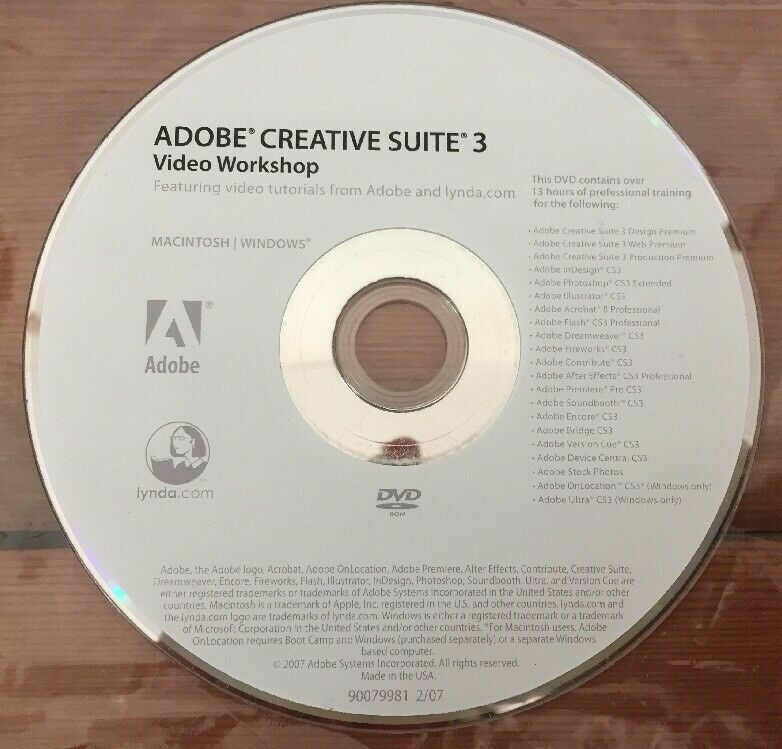 ADOBE® CREATIVE SUITE® 3
Video Workshop
Featuring video tutorials from Adobe and lynda.com
MACINTOSH | WINDOWS®
Adobe
lynda.com
This DVD contains over
13 hours of professional training
for the following:
• Adobe Creative Suite 3 Design Premium
• Adobe Creative Suite 3 Web Premium
• Adobe Creative Suite 3 Production Premium
• Adobe InDesign® CS3
• Adobe Photoshop® CS3 Extended
• Adobe Illustrator® CS3
• Adobe Acrobat® 8 Professional
• Adobe Flash® CS3 Professional
• Adobe Dreamweaver® CS3
• Adobe Fireworks® CS3
• Adobe Contribute® CS3
• Adobe After Effects® CS3 Professional
• Adobe Premiere® Pro CS3
• Adobe Soundbooth™ CS3
• Adobe Encore® CS3
• Adobe Bridge CS3
• Adobe Version Cue® CS3
• Adobe Device Central CS3
• Adobe Stock Photos
• Adobe OnLocation™ CS3* (Windows only)
• Adobe Ultra® CS3 (Windows only)
DVD
ROM
Adobe, the Adobe logo, Acrobat, Adobe OnLocation, Adobe Premiere, After Effects, Contribute, Creative Suite,
Dreamweaver, Encore, Fireworks, Flash, Illustrator, InDesign, Photoshop, Soundbooth, Ultra, and Version Cue are
either registered trademarks or trademarks of Adobe Systems Incorporated in the United States and/or other
countries. Macintosh is a trademark of Apple, Inc. registered in the U.S. and other countries. lynda.com and
the lynda.com logo are trademarks of lynda.com. Windows is either a registered trademark or a trademark
of Microsoft Corporation in the United States and/or other countries. *For Macintosh users, Adobe
OnLocation requires Boot Camp and Windows (purchased separately) or a separate Windows
based computer.
© 2007 Adobe Systems Incorporated. All rights reserved.
Made in the USA.
90079981 2/07